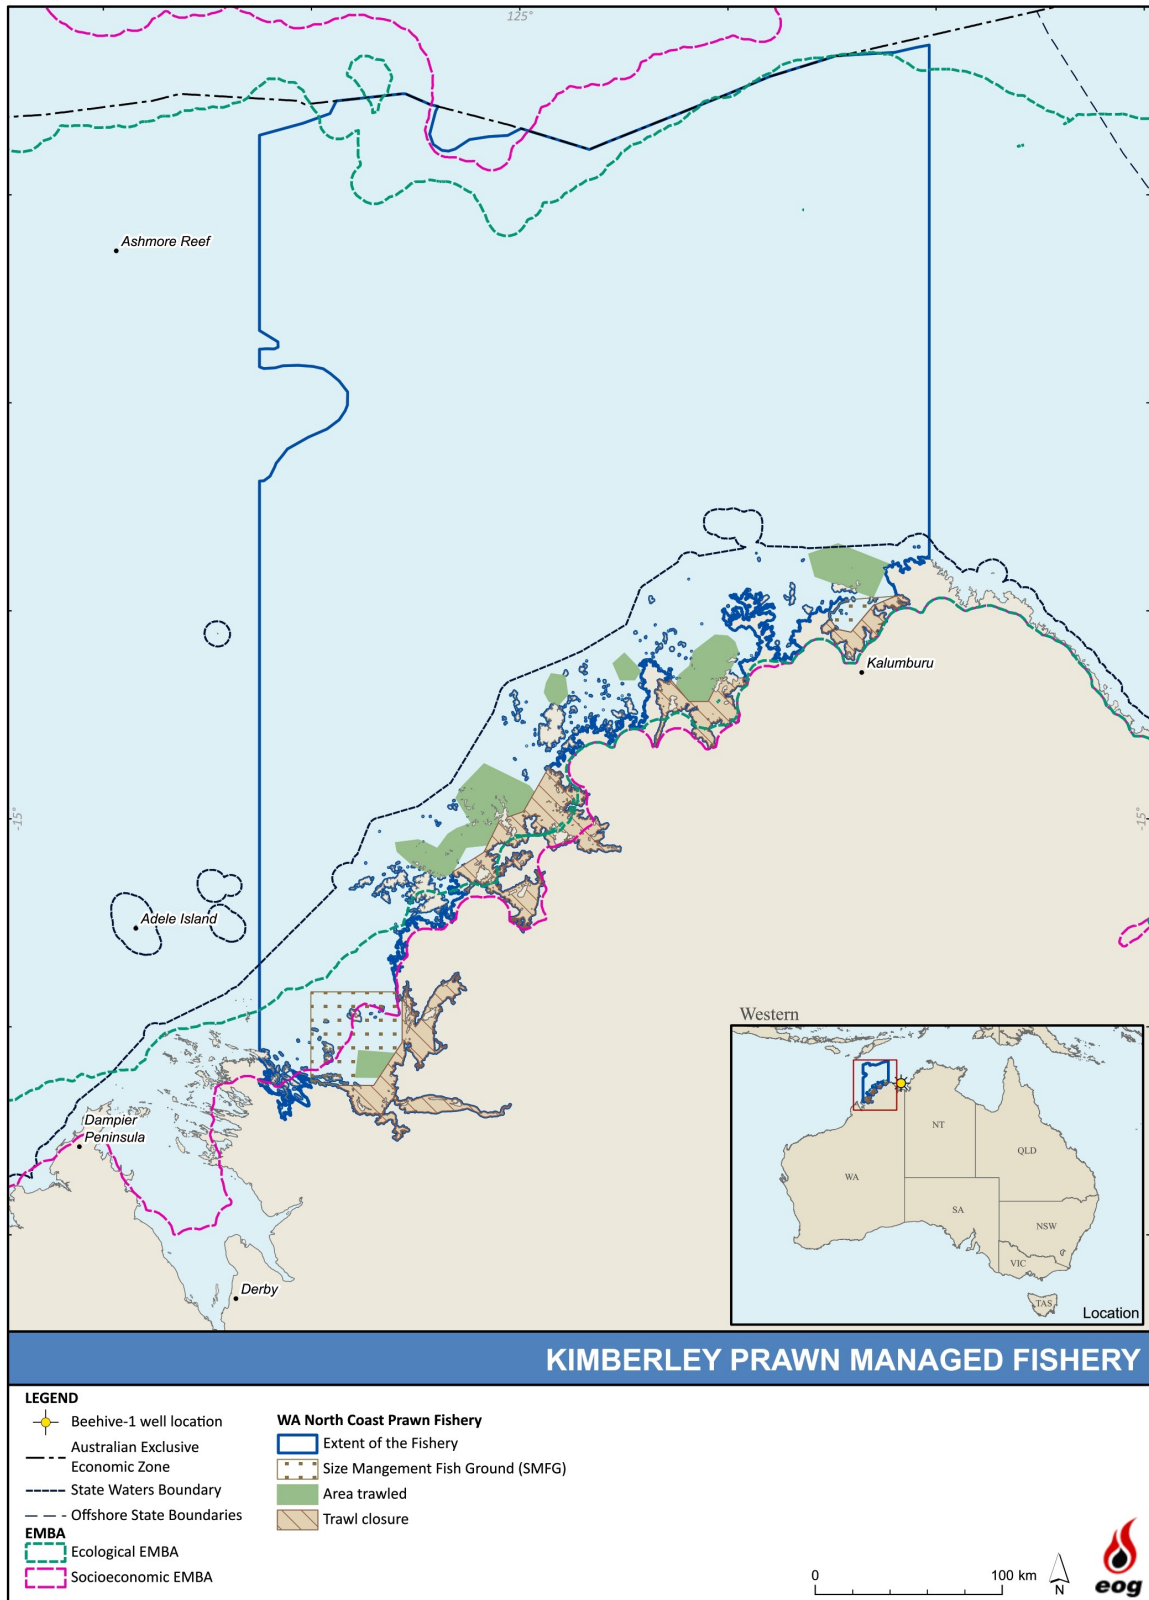 125°
Ashmore Reef
Kalumburu
-15°
-15°
Adele Island
Dampier
Peninsula
Derby
Western
NT
QLD
WA
SA
NSW
VIC
TAS
Location
KIMBERLEY PRAWN MANAGED FISHERY
LEGEND
Beehive-1 well location
Australian Exclusive
Economic Zone
State Waters Boundary
Offshore State Boundaries
EMBA
Ecological EMBA
Socioeconomic EMBA
WA North Coast Prawn Fishery
Extent of the Fishery
Size Mangement Fish Ground (SMFG)
Area trawled
Trawl closure
0 100 km
N
eog